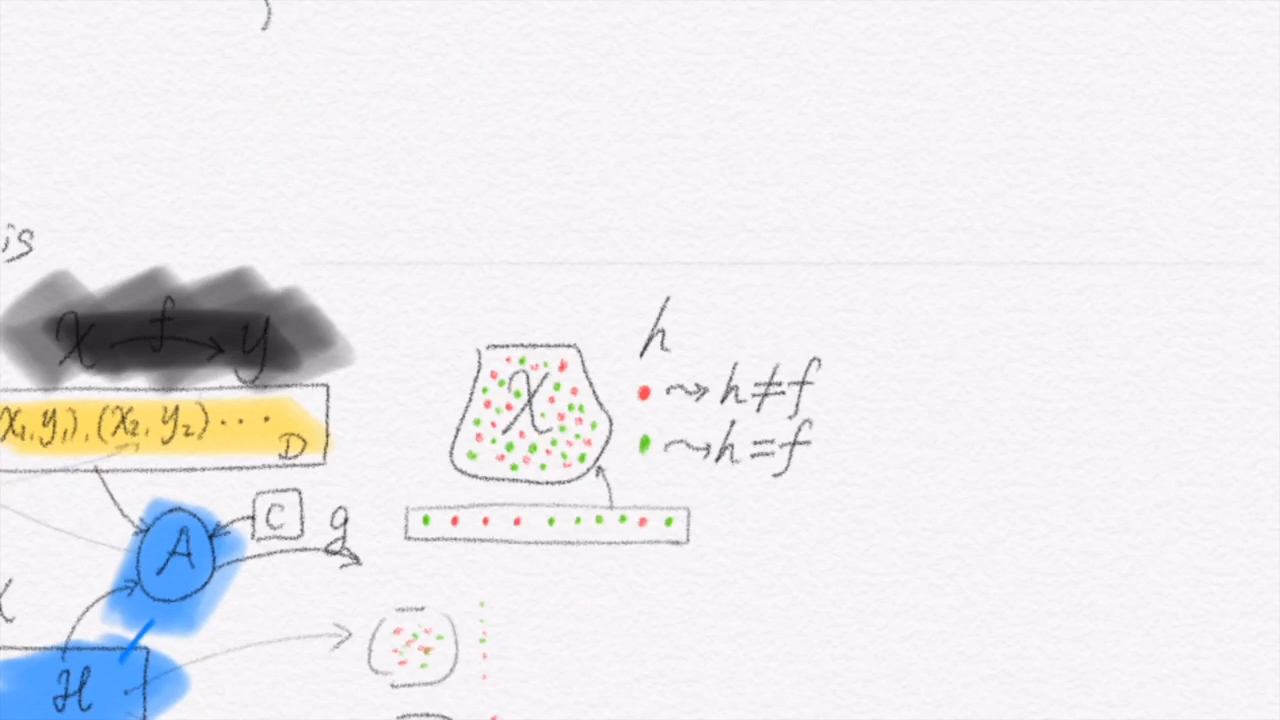 is
X f y
x₁,y₁),(x₂,y₂)···
D
X
h
~> h≠f
~> h=f
C
g
A
H